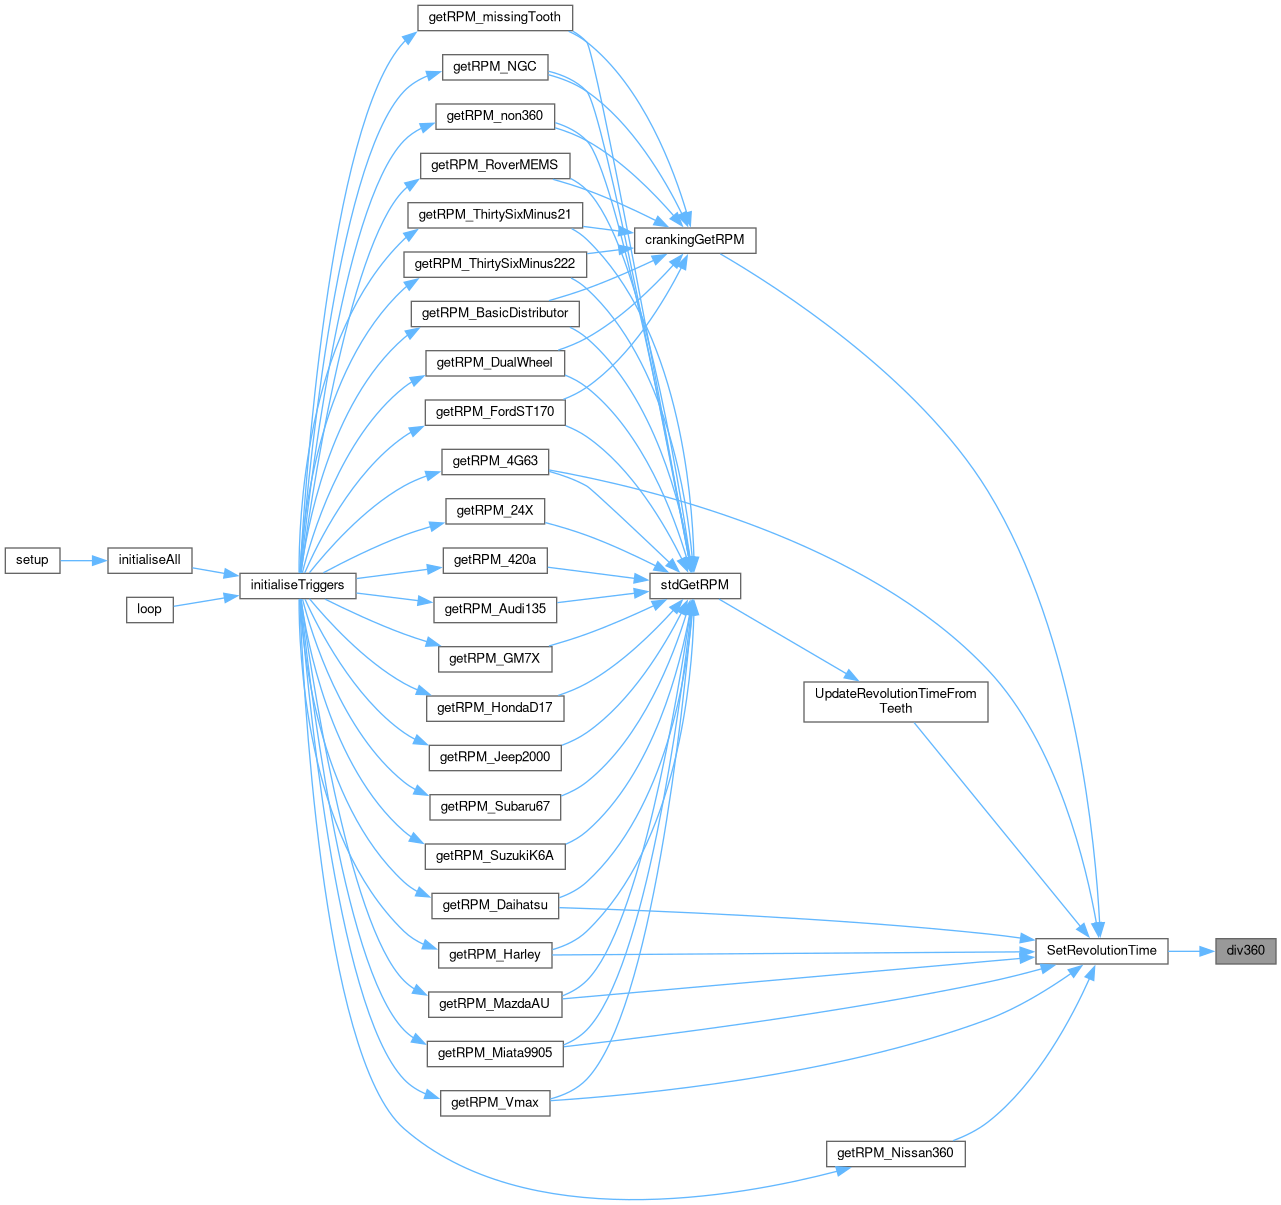 getRPM_missingTooth
getRPM_NGC
getRPM_non360
getRPM_RoverMEMS
getRPM_ThirtySixMinus21
crankingGetRPM
getRPM_ThirtySixMinus222
getRPM_BasicDistributor
getRPM_DualWheel
getRPM_FordST170
getRPM_4G63
getRPM_24X
setup
initialiseAll
getRPM_420a
initialiseTriggers
stdGetRPM
loop
getRPM_Audi135
getRPM_GM7X
UpdateRevolutionTimeFrom
Teeth
getRPM_HondaD17
getRPM_Jeep2000
getRPM_Subaru67
getRPM_SuzukiK6A
getRPM_Daihatsu
getRPM_Harley
SetRevolutionTime
div360
getRPM_MazdaAU
getRPM_Miata9905
getRPM_Vmax
getRPM_Nissan360